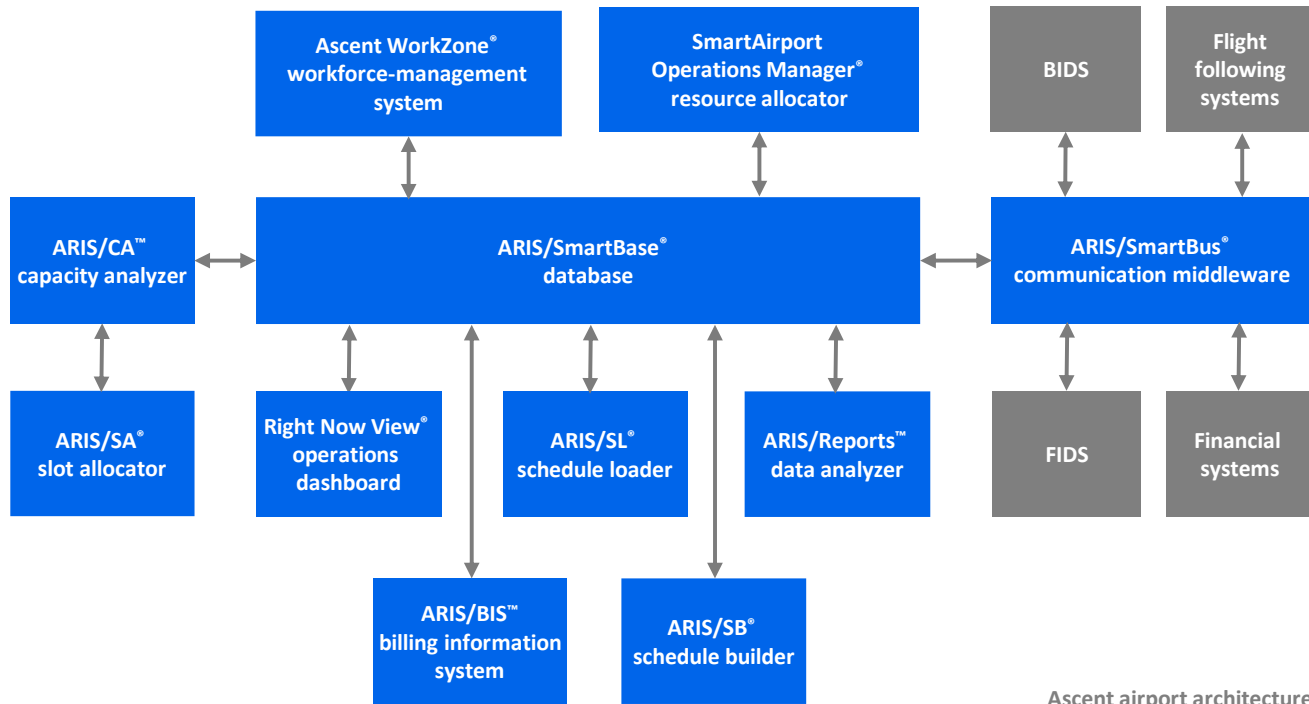 Ascent WorkZone®
workforce-management
system
SmartAirport
Operations Manager®
resource allocator
BIDS
Flight
following
systems
ARIS/CA™
capacity analyzer
ARIS/SmartBase®
database
ARIS/SmartBus®
communication middleware
ARIS/SA®
slot allocator
Right Now View®
operations
dashboard
ARIS/SL®
schedule loader
ARIS/Reports™
data analyzer
FIDS
Financial
systems
ARIS/BIS™
billing information
system
ARIS/SB®
schedule builder
Ascent airport architecture